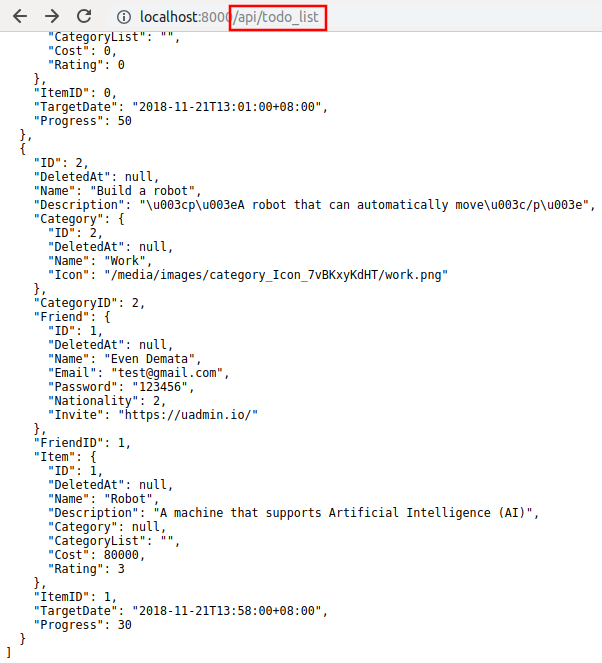 localhost:8000/api/todo_list
"CategoryList": "",
"Cost": 0,
"Rating": 0
},
"ItemID": 0,
"TargetDate": "2018-11-21T13:01:00+08:00",
"Progress": 50
},
{
"ID": 2,
"DeletedAt": null,
"Name": "Build a robot",
"Description": "\u003cp\u003eA robot that can automatically move\u003c/p\u003e",
"Category": {
"ID": 2,
"DeletedAt": null,
"Name": "Work",
"Icon": "/media/images/category_Icon_7vBKxyKdHT/work.png"
},
"CategoryID": 2,
"Friend": {
"ID": 1,
"DeletedAt": null,
"Name": "Even Demata",
"Email": "test@gmail.com",
"Password": "123456",
"Nationality": 2,
"Invite": "https://uadmin.io/"
},
"FriendID": 1,
"Item": {
"ID": 1,
"DeletedAt": null,
"Name": "Robot",
"Description": "A machine that supports Artificial Intelligence (AI)",
"Category": null,
"CategoryList": "",
"Cost": 80000,
"Rating": 3
},
"ItemID": 1,
"TargetDate": "2018-11-21T13:58:00+08:00",
"Progress": 30
}
]